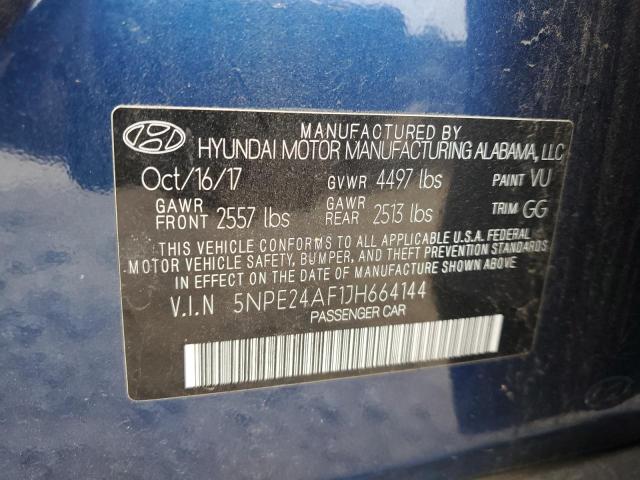 MANUFACTURED BY
HYUNDAI MOTOR MANUFACTURING ALABAMA, LLC
Oct/16/17 GVWR 4497 lbs PAINT VU
GAWR FRONT 2557 lbs GAWR REAR 2513 lbs TRIM GG
THIS VEHICLE CONFORMS TO ALL APPLICABLE U.S.A. FEDERAL
MOTOR VEHICLE SAFETY, BUMPER, AND THEFT PREVENTION STANDARDS
IN EFFECT ON THE DATE OF MANUFACTURE SHOWN ABOVE.
V.I.N 5NPE24AF1JH664144
PASSENGER CAR